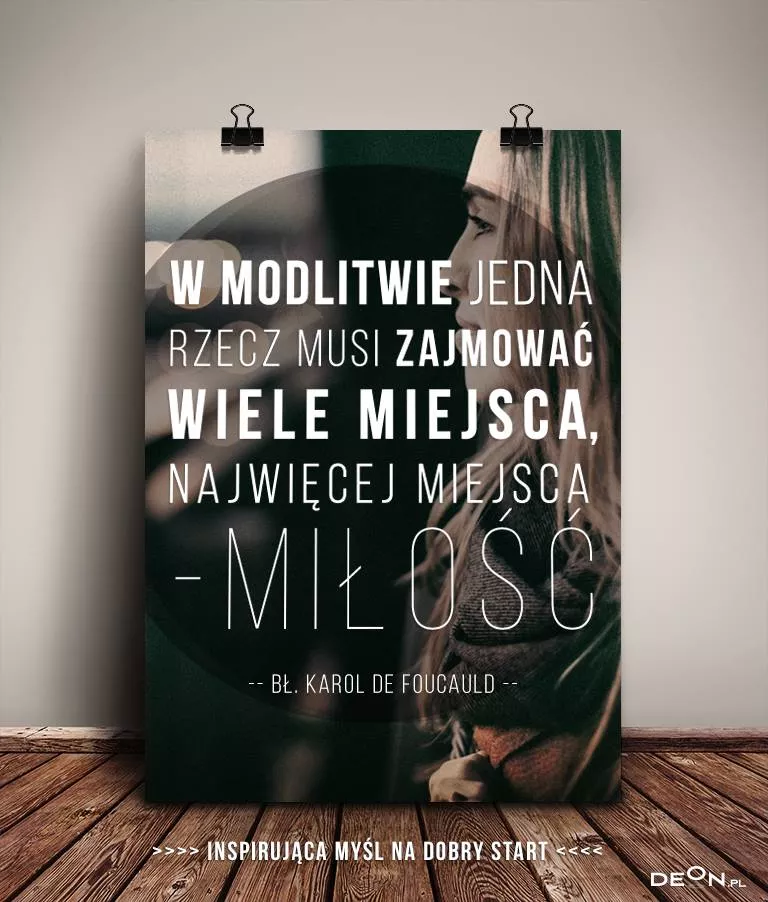 W MODLITWIE JEDNA
RZECZ MUSI ZAJMOWAĆ
WIELE MIEJSCA,
NAJWIĘCEJ MIEJSCA
-MIŁOŚĆ
-- BŁ. KAROL DE FOUCAULD --
>>>> INSPIRUJĄCA MYŚL NA DOBRY START <<<<
DEON.PL